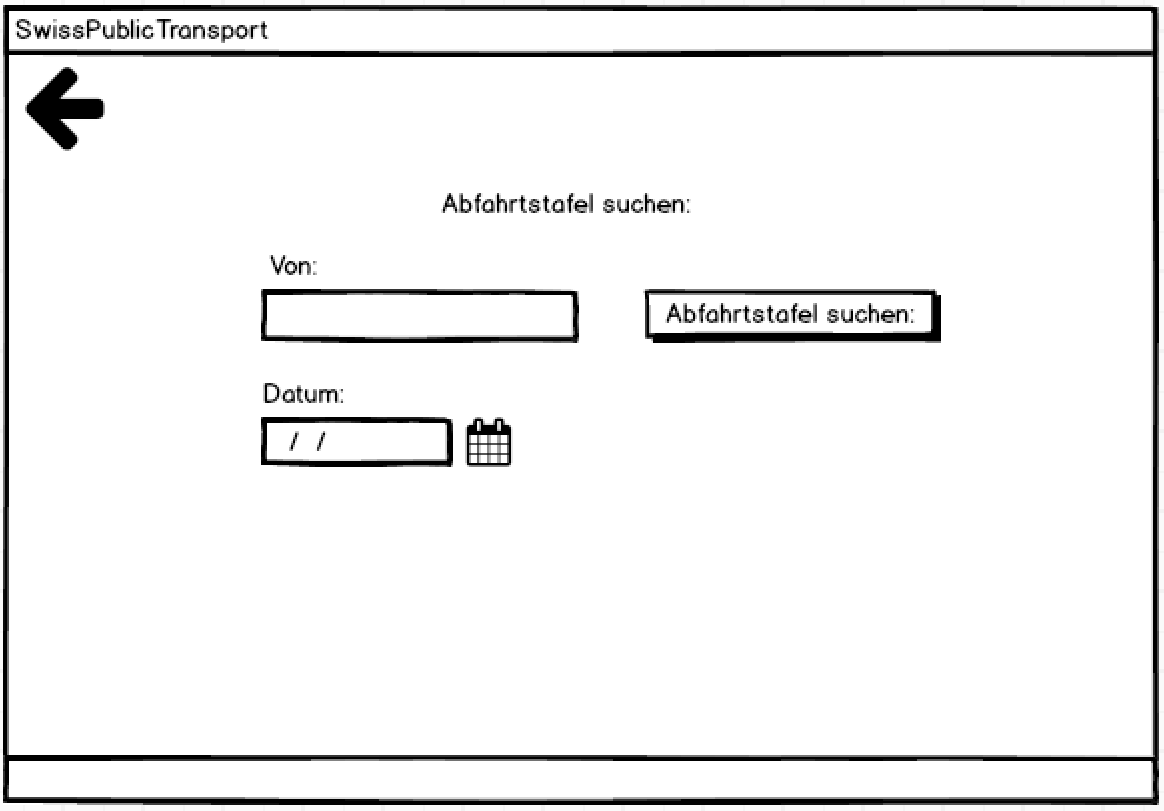 SwissPublicTransport
Abfahrtstafel suchen:
Von:
Abfahrtstafel suchen:
Datum:
/ /